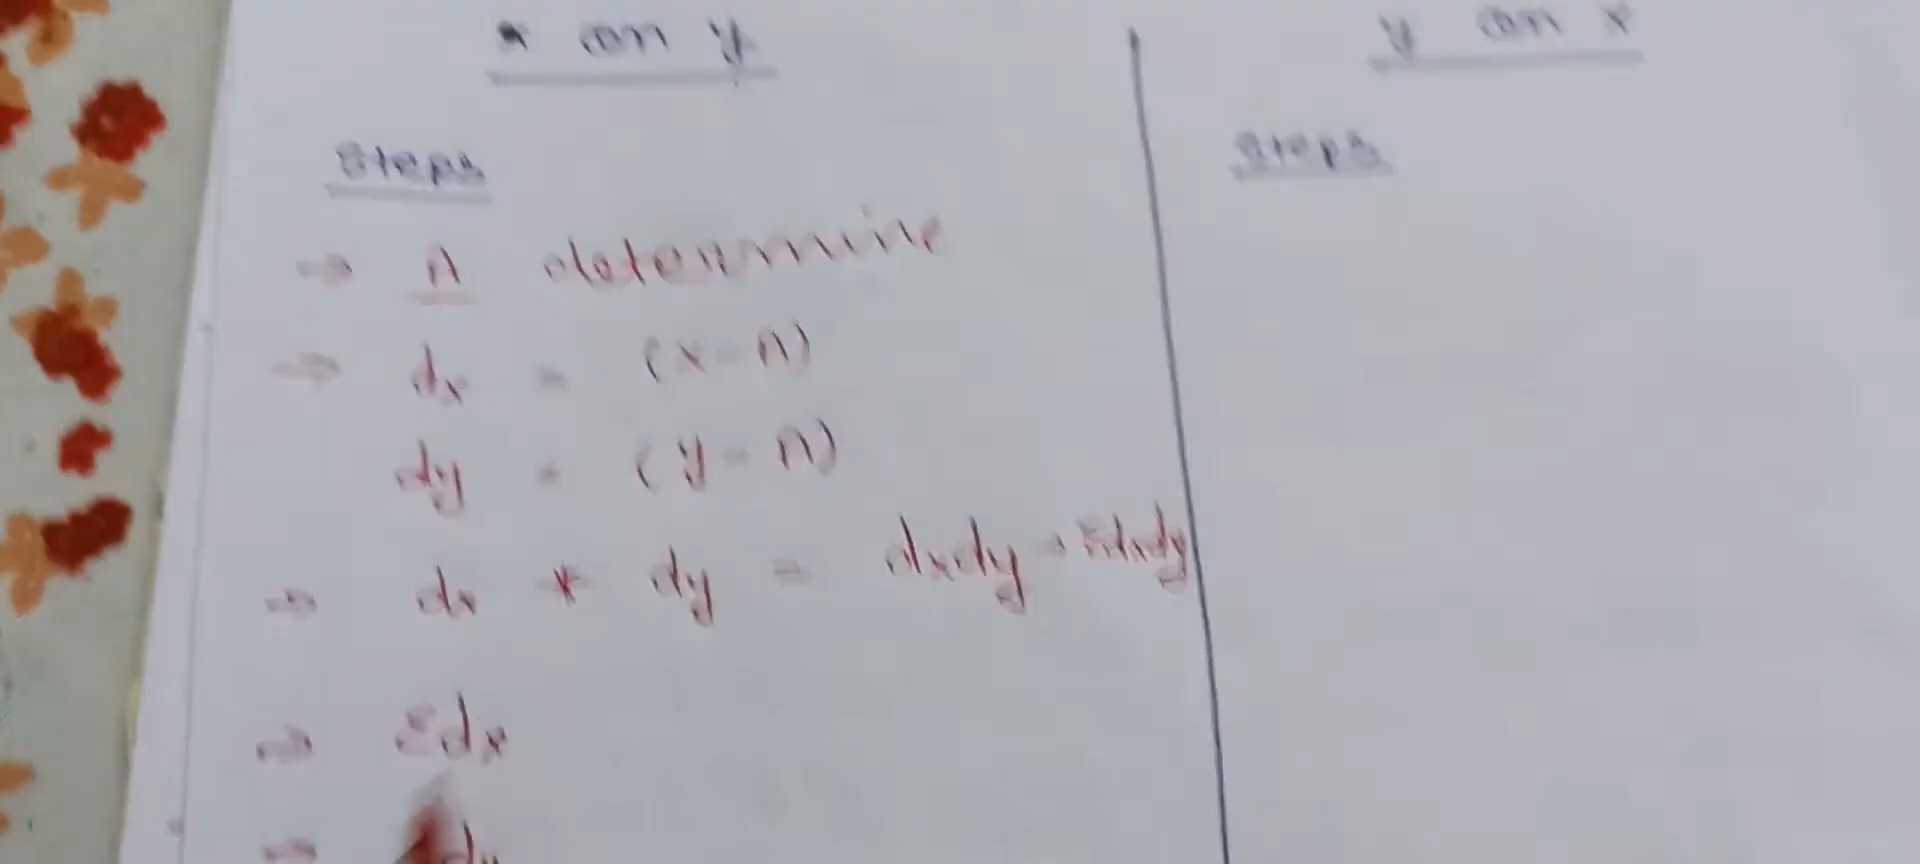 x on y
y on x
Steps
Steps
→ A determine
→ dx = (x - A)
dy = (y - A)
→ dx * dy = dxdy → Σdxdy
→ Σdx
→